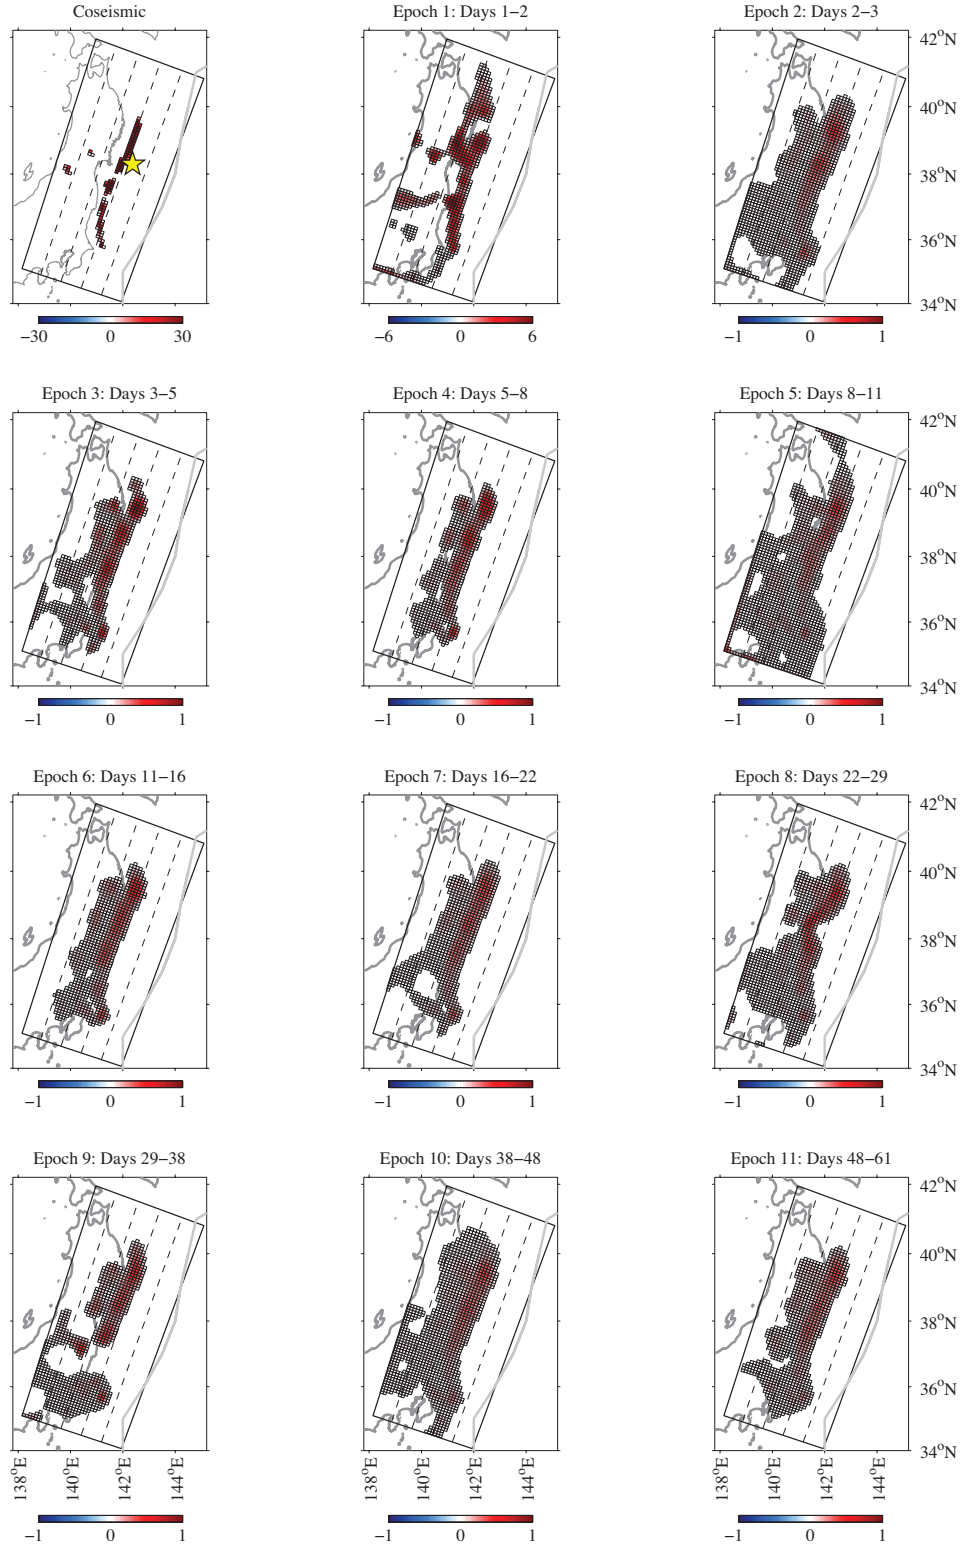 Coseismic
Epoch 1: Days 1−2
Epoch 2: Days 2−3
42°N
40°N
38°N
36°N
34°N
−30 0 30
−6 0 6
−1 0 1
Epoch 3: Days 3−5
Epoch 4: Days 5−8
Epoch 5: Days 8−11
42°N
40°N
38°N
36°N
34°N
−1 0 1
−1 0 1
−1 0 1
Epoch 6: Days 11−16
Epoch 7: Days 16−22
Epoch 8: Days 22−29
42°N
40°N
38°N
36°N
34°N
−1 0 1
−1 0 1
−1 0 1
Epoch 9: Days 29−38
Epoch 10: Days 38−48
Epoch 11: Days 48−61
42°N
40°N
38°N
36°N
34°N
138°E 140°E 142°E 144°E
138°E 140°E 142°E 144°E
138°E 140°E 142°E 144°E
−1 0 1
−1 0 1
−1 0 1